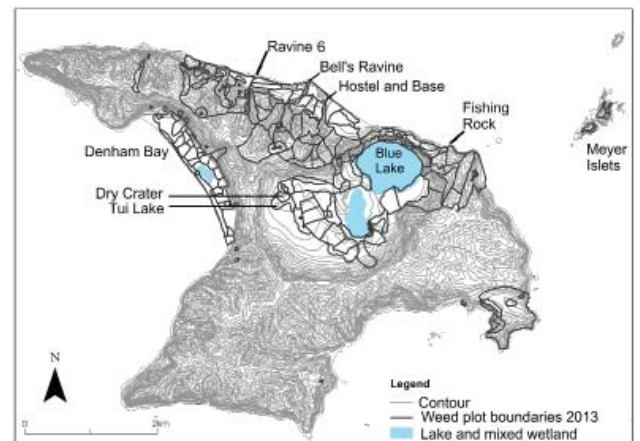 Ravine 6
Bell's Ravine
Hostel and Base
Fishing
Rock
Meyer
Islets
Denham Bay
Blue
Lake
Dry Crater
Tui Lake
N
0 2km
Legend
Contour
Weed plot boundaries 2013
Lake and mixed wetland